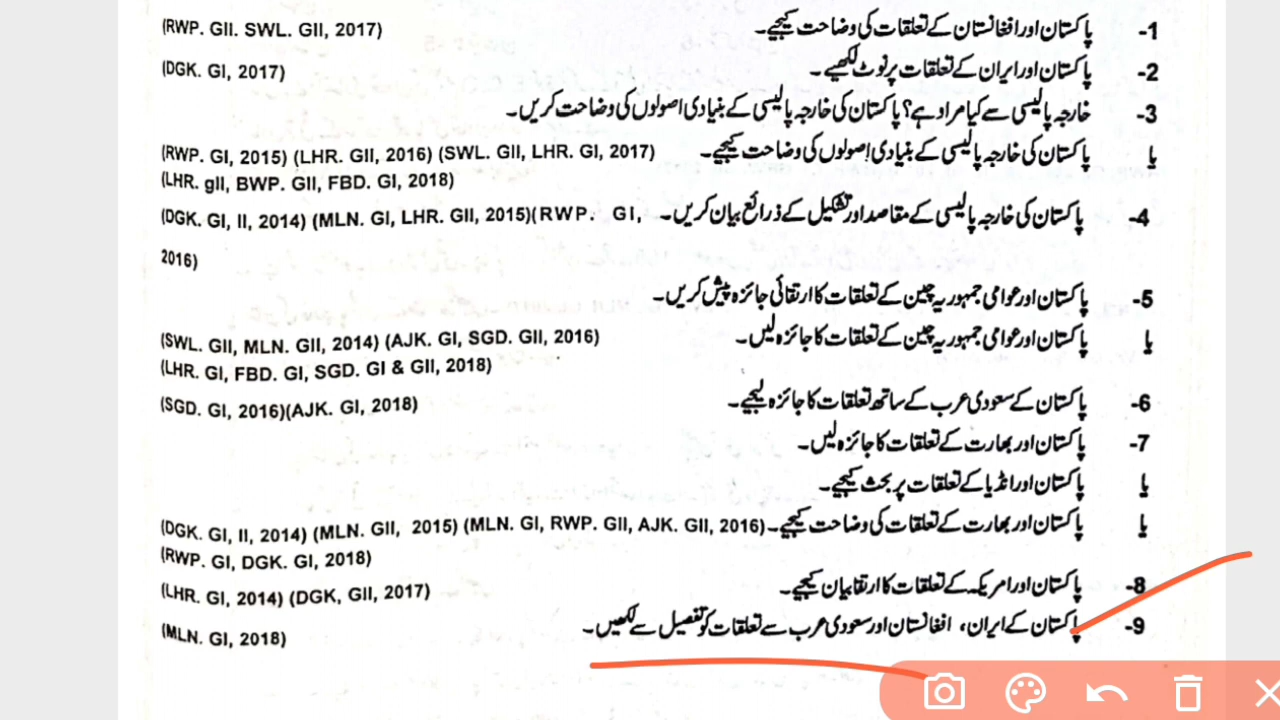 -1 پاکستان اور افغانستان کے تعلقات کی وضاحت کیجیے۔ (RWP. GII. SWL. GII, 2017)
-2 پاکستان اور ایران کے تعلقات پر نوٹ لکھیے۔ (DGK. GI, 2017)
-3 خارجہ پالیسی سے کیا مراد ہے؟ پاکستان کی خارجہ پالیسی کے بنیادی اصولوں کی وضاحت کریں۔
یا پاکستان کی خارجہ پالیسی کے بنیادی اصولوں کی وضاحت کیجیے۔ (RWP. GI, 2015) (LHR. GII, 2016) (SWL. GII, LHR. GI, 2017)
(LHR. gII, BWP. GII, FBD. GI, 2018)
-4 پاکستان کی خارجہ پالیسی کے مقاصد اور تشکیل کے ذرائع بیان کریں۔ (DGK. GI, II, 2014) (MLN. GI, LHR. GII, 2015)(RWP. GI,
2016)
-5 پاکستان اور عوامی جمہوریہ چین کے تعلقات کا ارتقائی جائزہ پیش کریں۔
یا پاکستان اور عوامی جمہوریہ چین کے تعلقات کا جائزہ لیں۔ (SWL. GII, MLN. GII, 2014) (AJK. GI, SGD. GII, 2016)
(LHR. GI, FBD. GI, SGD. GI & GII, 2018)
-6 پاکستان کے سعودی عرب کے ساتھ تعلقات کا جائزہ لیجیے۔ (SGD. GI, 2016)(AJK. GI, 2018)
-7 پاکستان اور بھارت کے تعلقات کا جائزہ لیں۔
یا پاکستان اور انڈیا کے تعلقات پر بحث کیجیے۔
یا پاکستان اور بھارت کے تعلقات کی وضاحت کیجیے۔ (DGK. GI, II, 2014) (MLN. GII, 2015) (MLN. GI, RWP. GII, AJK. GII, 2016)
(RWP. GI, DGK. GI, 2018)
-8 پاکستان اور امریکہ کے تعلقات کا ارتقا بیان کیجیے۔ (LHR. GI, 2014) (DGK, GII, 2017)
-9 پاکستان کے ایران، افغانستان اور سعودی عرب سے تعلقات کو تفصیل سے لکھیں۔ (MLN. GI, 2018)